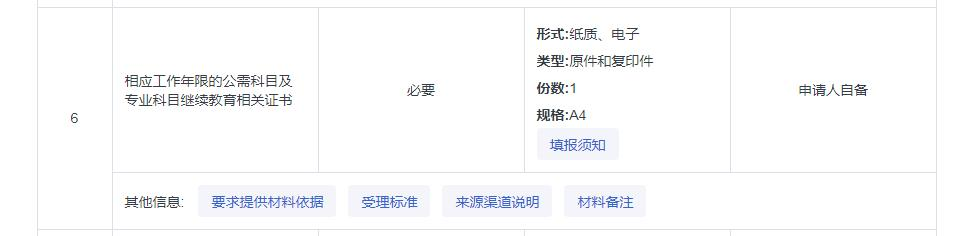 6
相应工作年限的公需科目及
专业科目继续教育相关证书
必要
形式:纸质、电子
类型:原件和复印件
份数:1
规格:A4
填报须知
申请人自备
其他信息: 要求提供材料依据 受理标准 来源渠道说明 材料备注